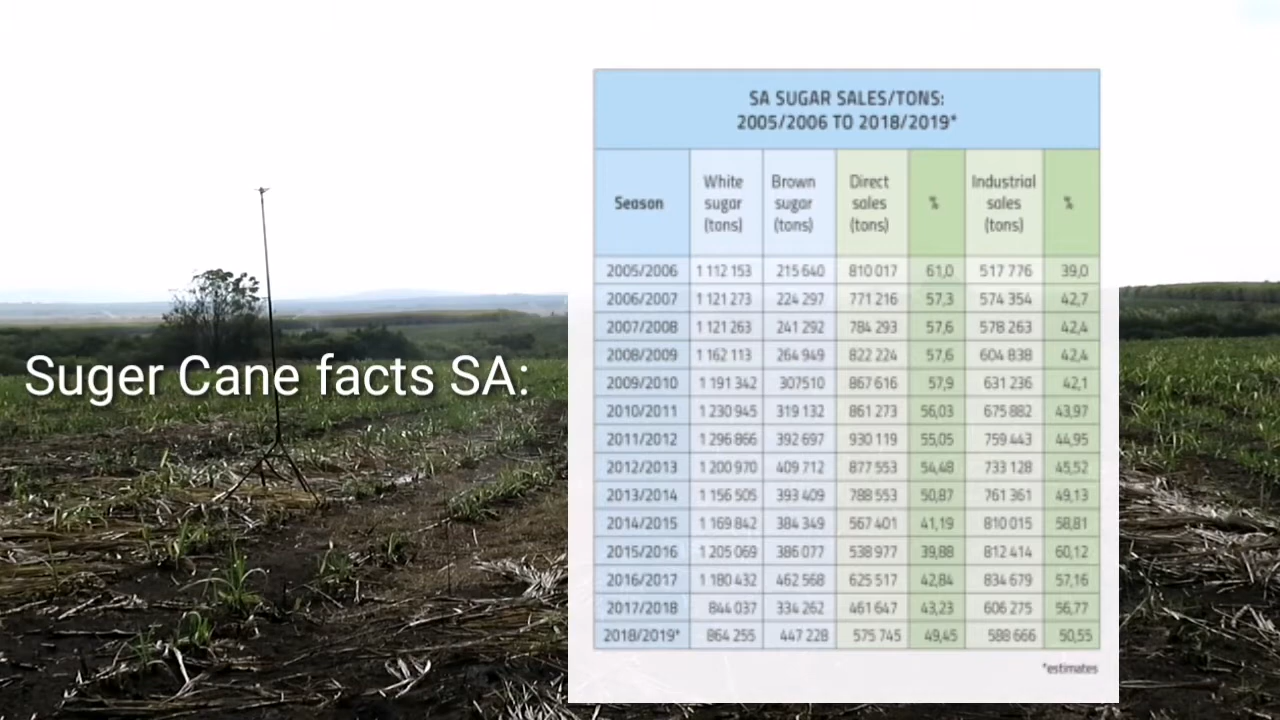 Suger Cane facts SA:
SA SUGAR SALES/TONS:
2005/2006 TO 2018/2019*
Season White sugar (tons) Brown sugar (tons) Direct sales (tons) % Industrial sales (tons) %
2005/2006 1 112 153 215 640 810 017 61,0 517 776 39,0
2006/2007 1 121 273 224 297 771 216 57,3 574 354 42,7
2007/2008 1 121 263 241 292 784 293 57,6 578 263 42,4
2008/2009 1 162 113 264 949 822 224 57,6 604 838 42,4
2009/2010 1 191 342 307510 867 616 57,9 631 236 42,1
2010/2011 1 230 945 319 132 861 273 56,03 675 882 43,97
2011/2012 1 296 866 392 697 930 119 55,05 759 443 44,95
2012/2013 1 200 970 409 712 877 553 54,48 733 128 45,52
2013/2014 1 156 505 393 409 788 553 50,87 761 361 49,13
2014/2015 1 169 842 384 349 567 401 41,19 810 015 58,81
2015/2016 1 205 069 386 077 538 977 39,88 812 414 60,12
2016/2017 1 180 432 462 568 625 517 42,84 834 679 57,16
2017/2018 844 037 334 262 461 647 43,23 606 275 56,77
2018/2019* 864 255 447 228 575 745 49,45 588 666 50,55
*estimates